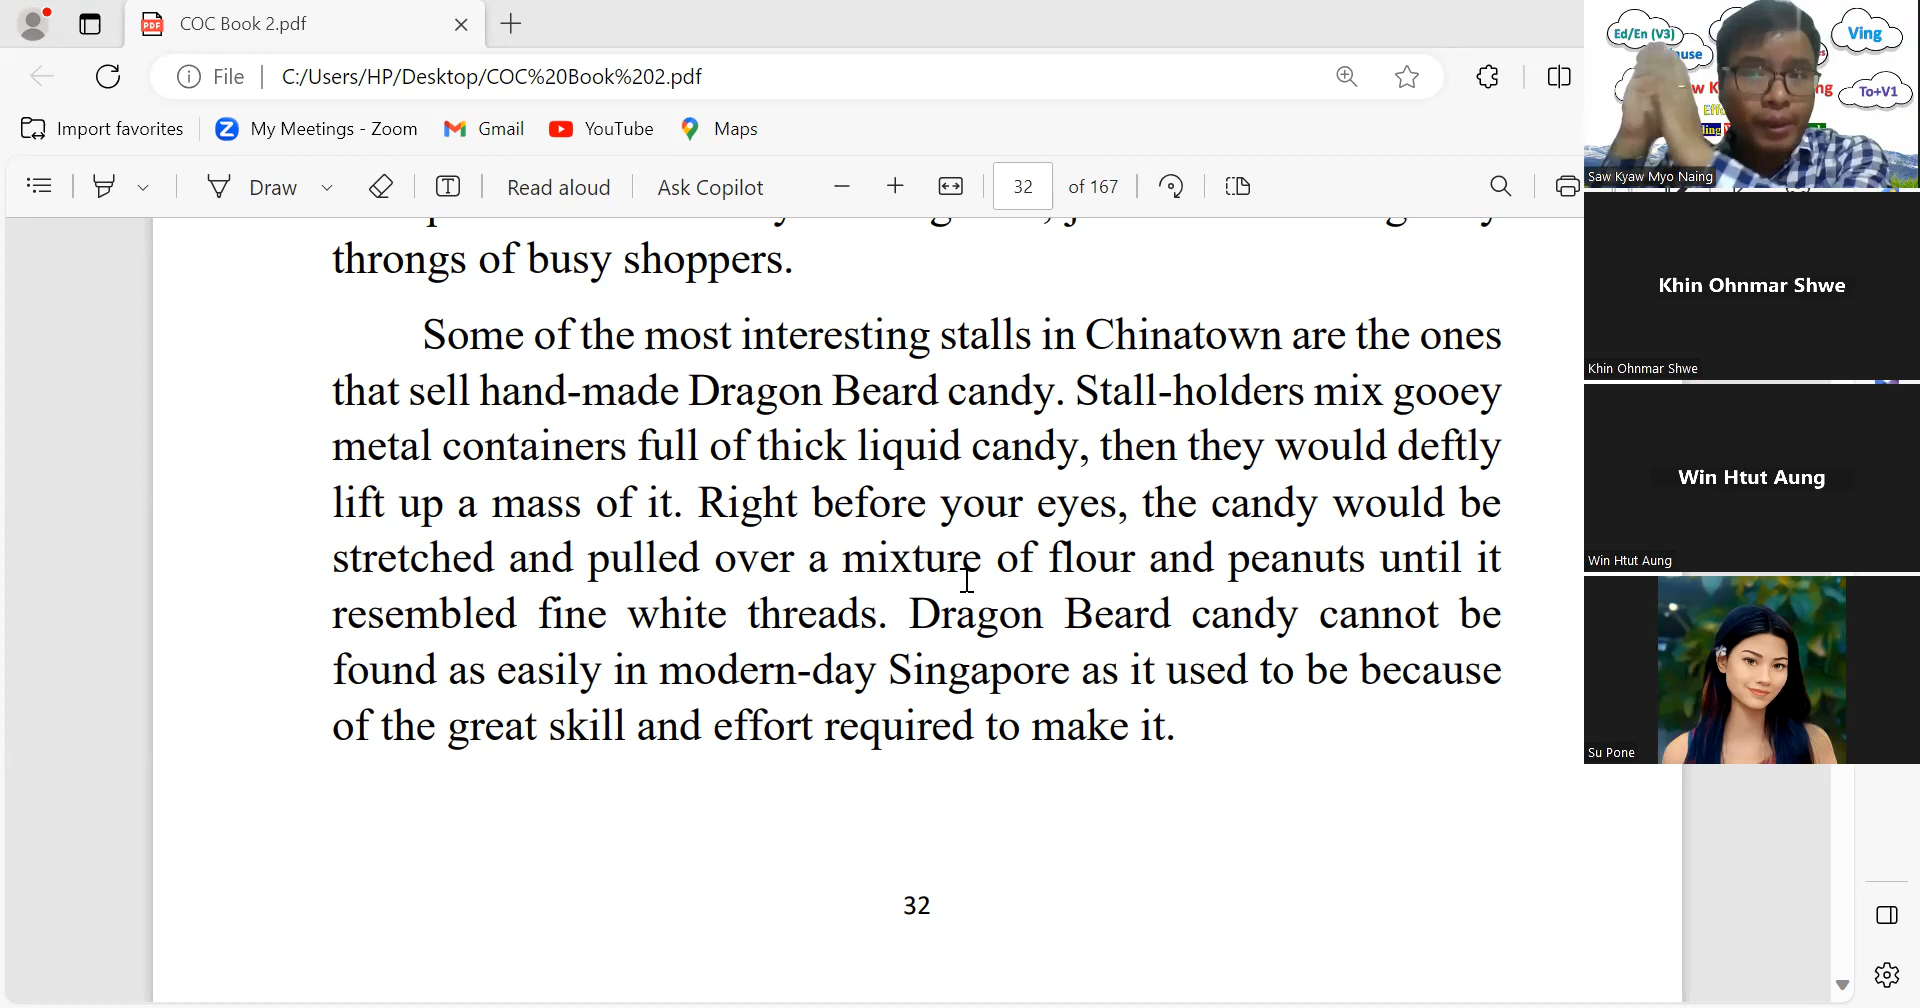 COC Book 2.pdf
File
C:/Users/HP/Desktop/COC%20Book%202.pdf
Import favorites
My Meetings - Zoom
Gmail
YouTube
Maps
Draw
Read aloud
Ask Copilot
32
of 167
throngs of busy shoppers.
Some of the most interesting stalls in Chinatown are the ones
that sell hand-made Dragon Beard candy. Stall-holders mix gooey
metal containers full of thick liquid candy, then they would deftly
lift up a mass of it. Right before your eyes, the candy would be
stretched and pulled over a mixture of flour and peanuts until it
resembled fine white threads. Dragon Beard candy cannot be
found as easily in modern-day Singapore as it used to be because
of the great skill and effort required to make it.
32
Ed/En (V3)
Ving
To+V1
Saw Kyaw Myo Naing
Khin Ohnmar Shwe
Khin Ohnmar Shwe
Win Htut Aung
Win Htut Aung
Su Pone